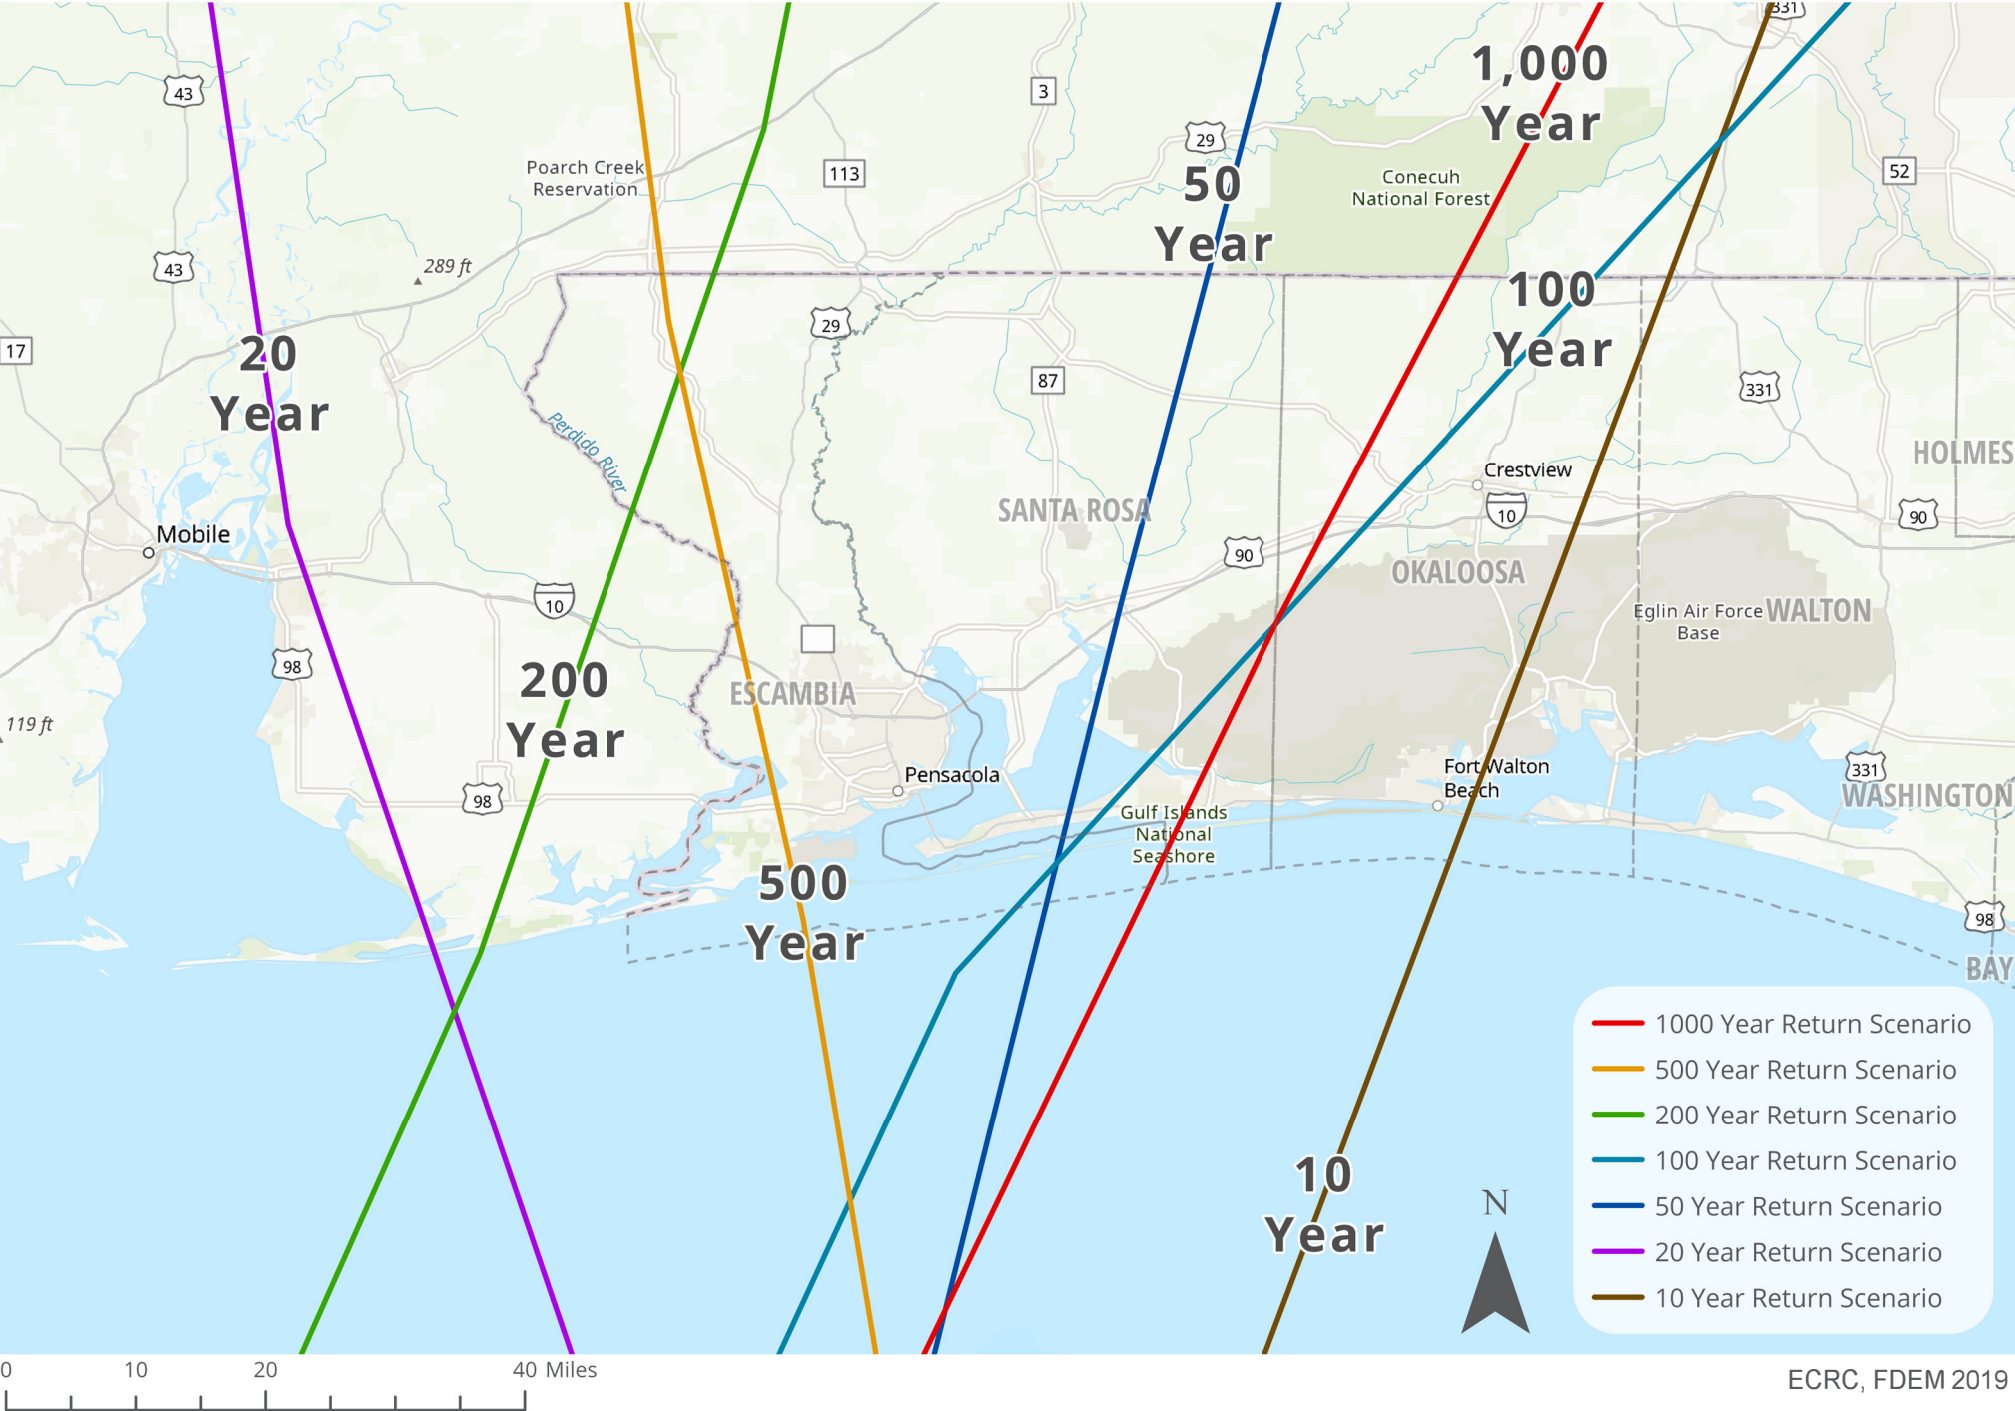 331
1,000
Year
43
3
29
113
52
Poarch Creek
Reservation
50
Year
Conecuh
National Forest
43
289 ft
100
Year
29
17
20
Year
87
331
Perdido River
HOLMES
Crestview
SANTA ROSA
10
90
Mobile
90
OKALOOSA
10
Eglin Air Force
Base
WALTON
98
200
Year
ESCAMBIA
119 ft
Pensacola
Fort Walton
Beach
331
98
WASHINGTON
Gulf Islands
National
Seashore
500
Year
98
BAY
1000 Year Return Scenario
500 Year Return Scenario
200 Year Return Scenario
100 Year Return Scenario
50 Year Return Scenario
20 Year Return Scenario
10 Year Return Scenario
10
Year
N
0 10 20 40 Miles
ECRC, FDEM 2019